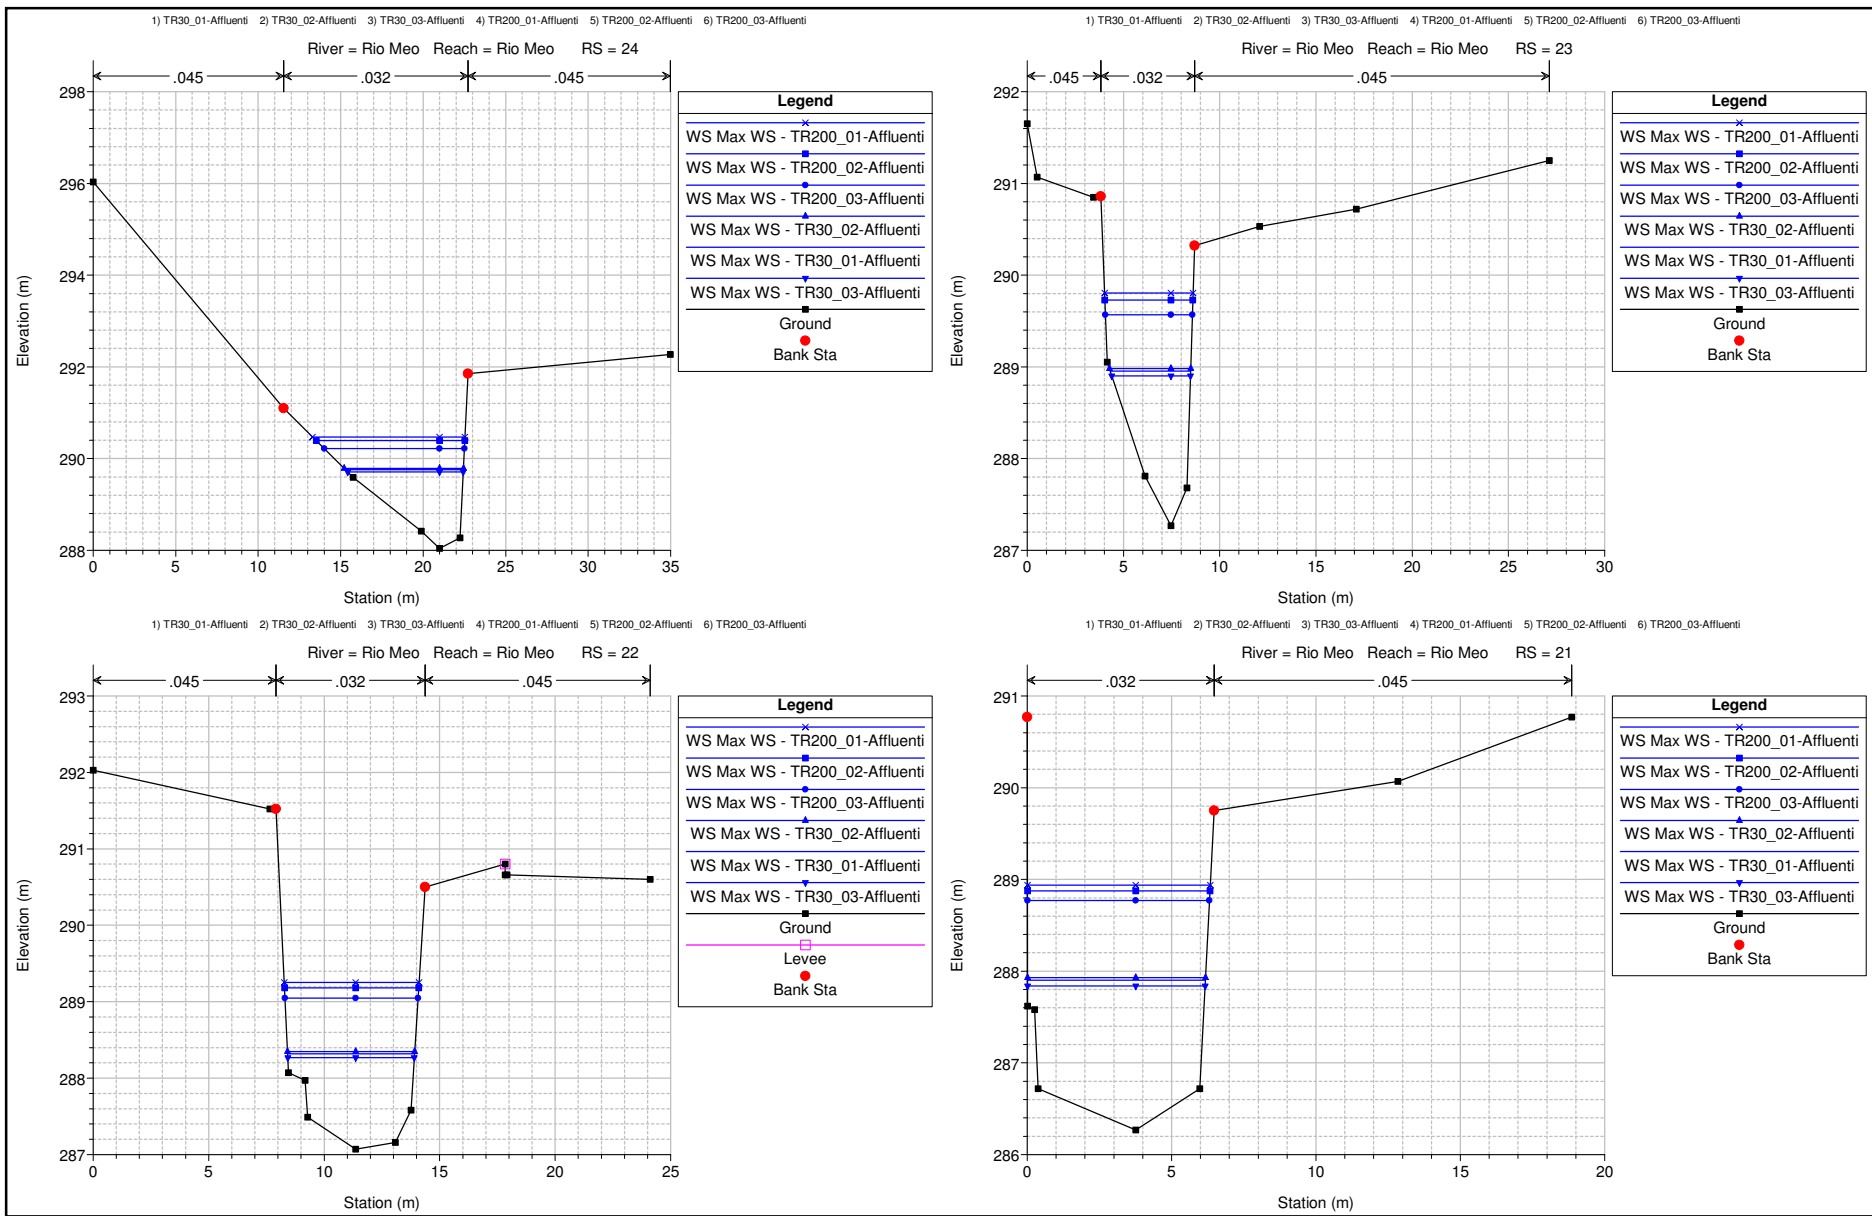 1) TR30_01-Affluenti 2) TR30_02-Affluenti 3) TR30_03-Affluenti 4) TR200_01-Affluenti 5) TR200_02-Affluenti 6) TR200_03-Affluenti
River = Rio Meo Reach = Rio Meo RS = 24
.045 .032 .045
298
296
294
292
290
288
0 5 10 15 20 25 30 35
Elevation (m)
Station (m)
Legend
WS Max WS - TR200_01-Affluenti
WS Max WS - TR200_02-Affluenti
WS Max WS - TR200_03-Affluenti
WS Max WS - TR30_02-Affluenti
WS Max WS - TR30_01-Affluenti
WS Max WS - TR30_03-Affluenti
Ground
Bank Sta
1) TR30_01-Affluenti 2) TR30_02-Affluenti 3) TR30_03-Affluenti 4) TR200_01-Affluenti 5) TR200_02-Affluenti 6) TR200_03-Affluenti
River = Rio Meo Reach = Rio Meo RS = 23
.045 .032 .045
292
291
290
289
288
287
0 5 10 15 20 25 30
Elevation (m)
Station (m)
Legend
WS Max WS - TR200_01-Affluenti
WS Max WS - TR200_02-Affluenti
WS Max WS - TR200_03-Affluenti
WS Max WS - TR30_02-Affluenti
WS Max WS - TR30_01-Affluenti
WS Max WS - TR30_03-Affluenti
Ground
Bank Sta
1) TR30_01-Affluenti 2) TR30_02-Affluenti 3) TR30_03-Affluenti 4) TR200_01-Affluenti 5) TR200_02-Affluenti 6) TR200_03-Affluenti
River = Rio Meo Reach = Rio Meo RS = 22
.045 .032 .045
293
292
291
290
289
288
287
0 5 10 15 20 25
Elevation (m)
Station (m)
Legend
WS Max WS - TR200_01-Affluenti
WS Max WS - TR200_02-Affluenti
WS Max WS - TR200_03-Affluenti
WS Max WS - TR30_02-Affluenti
WS Max WS - TR30_01-Affluenti
WS Max WS - TR30_03-Affluenti
Ground
Levee
Bank Sta
1) TR30_01-Affluenti 2) TR30_02-Affluenti 3) TR30_03-Affluenti 4) TR200_01-Affluenti 5) TR200_02-Affluenti 6) TR200_03-Affluenti
River = Rio Meo Reach = Rio Meo RS = 21
.032 .045
291
290
289
288
287
286
0 5 10 15 20
Elevation (m)
Station (m)
Legend
WS Max WS - TR200_01-Affluenti
WS Max WS - TR200_02-Affluenti
WS Max WS - TR200_03-Affluenti
WS Max WS - TR30_02-Affluenti
WS Max WS - TR30_01-Affluenti
WS Max WS - TR30_03-Affluenti
Ground
Bank Sta